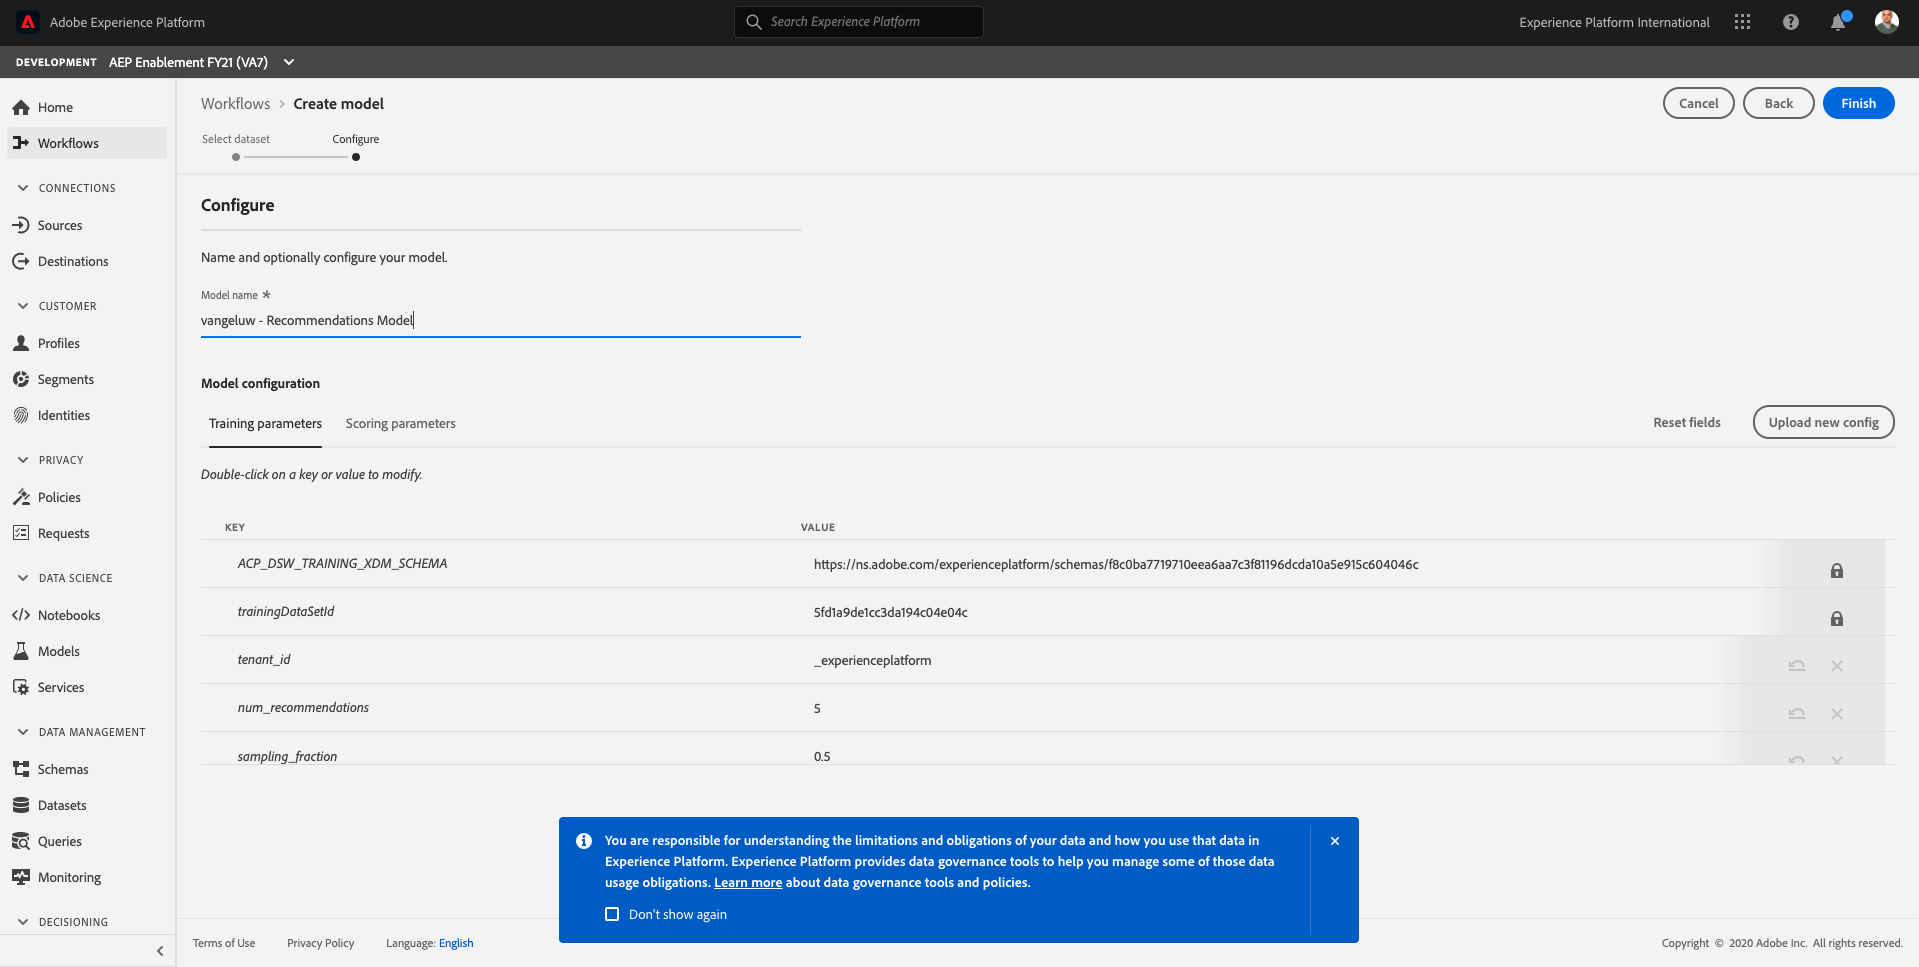 Adobe Experience Platform
Search Experience Platform
Experience Platform International
DEVELOPMENT AEP Enablement FY21 (VA7)
Home
Workflows
CONNECTIONS
Sources
Destinations
CUSTOMER
Profiles
Segments
Identities
PRIVACY
Policies
Requests
DATA SCIENCE
Notebooks
Models
Services
DATA MANAGEMENT
Schemas
Datasets
Queries
Monitoring
DECISIONING
Workflows > Create model
Cancel
Back
Finish
Select dataset
Configure
Configure
Name and optionally configure your model.
Model name *
vangeluw - Recommendations Model
Model configuration
Training parameters
Scoring parameters
Reset fields
Upload new config
Double-click on a key or value to modify.
KEY VALUE
ACP_DSW_TRAINING_XDM_SCHEMA https://ns.adobe.com/experienceplatform/schemas/f8c0ba7719710eea6aa7c3f81196dcda10a5e915c604046c
trainingDataSetId 5fd1a9de1cc3da194c04e04c
tenant_id _experienceplatform
num_recommendations 5
sampling_fraction 0.5
You are responsible for understanding the limitations and obligations of your data and how you use that data in
Experience Platform. Experience Platform provides data governance tools to help you manage some of those data
usage obligations. Learn more about data governance tools and policies.
Don't show again
Terms of Use
Privacy Policy
Language: English
Copyright © 2020 Adobe Inc. All rights reserved.